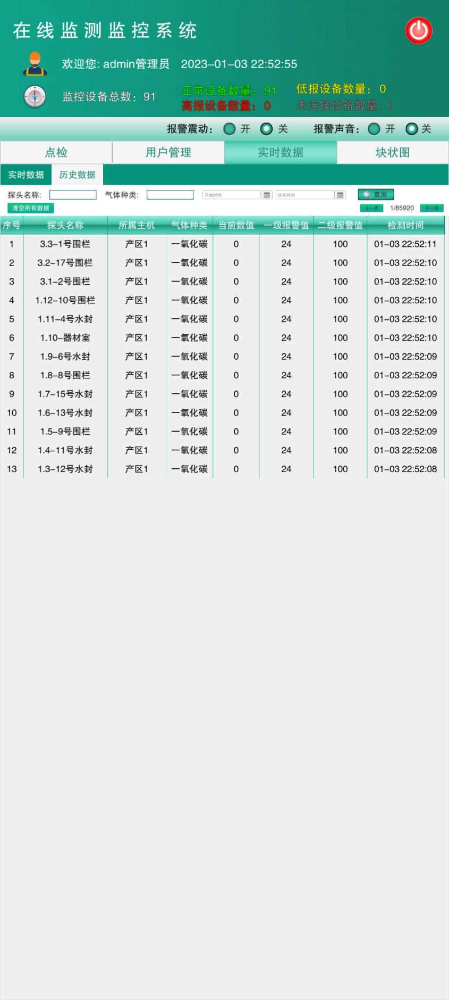 在线监测监控系统
欢迎您: admin管理员 2023-01-03 22:52:55
监控设备总数：91 正常设备数量：91 低报设备数量：0
高报设备数量：0 未连接设备数量：0
报警震动： 开 关 报警声音： 开 关
点检 用户管理 实时数据 块状图
实时数据 历史数据
探头名称: 气体种类: 开始时间 结束时间 查询
清空所有数据 上一页 1/85920 下一页
序号 探头名称 所属主机 气体种类 当前数值 一级报警值 二级报警值 检测时间
1 3.3-1号围栏 产区1 一氧化碳 0 24 100 01-03 22:52:11
2 3.2-17号围栏 产区1 一氧化碳 0 24 100 01-03 22:52:10
3 3.1-2号围栏 产区1 一氧化碳 0 24 100 01-03 22:52:10
4 1.12-10号围栏 产区1 一氧化碳 0 24 100 01-03 22:52:10
5 1.11-4号水封 产区1 一氧化碳 0 24 100 01-03 22:52:10
6 1.10-器材室 产区1 一氧化碳 0 24 100 01-03 22:52:10
7 1.9-6号水封 产区1 一氧化碳 0 24 100 01-03 22:52:09
8 1.8-8号围栏 产区1 一氧化碳 0 24 100 01-03 22:52:09
9 1.7-15号水封 产区1 一氧化碳 0 24 100 01-03 22:52:09
10 1.6-13号水封 产区1 一氧化碳 0 24 100 01-03 22:52:09
11 1.5-9号围栏 产区1 一氧化碳 0 24 100 01-03 22:52:09
12 1.4-11号水封 产区1 一氧化碳 0 24 100 01-03 22:52:08
13 1.3-12号水封 产区1 一氧化碳 0 24 100 01-03 22:52:08